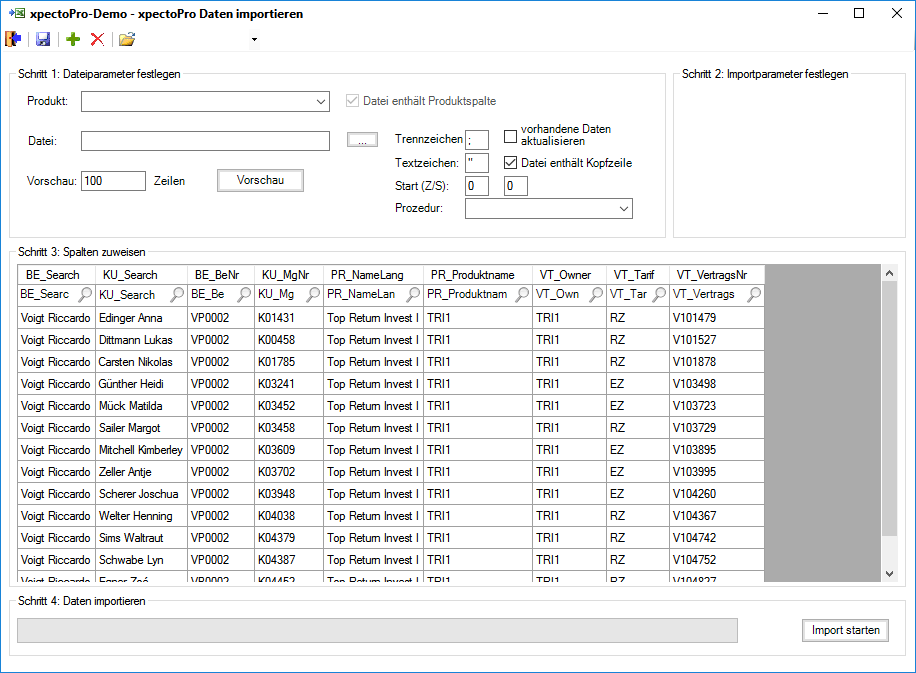 xpectoPro-Demo - xpectoPro Daten importieren
Schritt 1: Dateiparameter festlegen
Schritt 2: Importparameter festlegen
Produkt:
Datei enthält Produktspalte
Datei:
...
Trennzeichen ;
vorhandene Daten
aktualisieren
Textzeichen: "
Datei enthält Kopfzeile
Vorschau: 100 Zeilen
Vorschau
Start (Z/S): 0 0
Prozedur:
Schritt 3: Spalten zuweisen
BE_Search KU_Search BE_BeNr KU_MgNr PR_NameLang PR_Produktname VT_Owner VT_Tarif VT_VertragsNr
BE_Searc KU_Search BE_Be KU_Mg PR_NameLan PR_Produktnam VT_Own VT_Tar VT_Vertrags
Voigt Riccardo Edinger Anna VP0002 K01431 Top Return Invest I TRI1 TRI1 RZ V101479
Voigt Riccardo Dittmann Lukas VP0002 K00458 Top Return Invest I TRI1 TRI1 RZ V101527
Voigt Riccardo Carsten Nikolas VP0002 K01785 Top Return Invest I TRI1 TRI1 RZ V101878
Voigt Riccardo Günther Heidi VP0002 K03241 Top Return Invest I TRI1 TRI1 EZ V103498
Voigt Riccardo Mück Matilda VP0002 K03452 Top Return Invest I TRI1 TRI1 EZ V103723
Voigt Riccardo Sailer Margot VP0002 K03458 Top Return Invest I TRI1 TRI1 RZ V103729
Voigt Riccardo Mitchell Kimberley VP0002 K03609 Top Return Invest I TRI1 TRI1 EZ V103895
Voigt Riccardo Zeller Antje VP0002 K03702 Top Return Invest I TRI1 TRI1 EZ V103995
Voigt Riccardo Scherer Joschua VP0002 K03948 Top Return Invest I TRI1 TRI1 EZ V104260
Voigt Riccardo Welter Henning VP0002 K04038 Top Return Invest I TRI1 TRI1 RZ V104367
Voigt Riccardo Sims Waltraut VP0002 K04379 Top Return Invest I TRI1 TRI1 RZ V104742
Voigt Riccardo Schwabe Lyn VP0002 K04387 Top Return Invest I TRI1 TRI1 RZ V104752
Voigt Riccardo VP0002 K04452 Top Return Invest I TRI1 TRI1 RZ V104827
Schritt 4: Daten importieren
Import starten